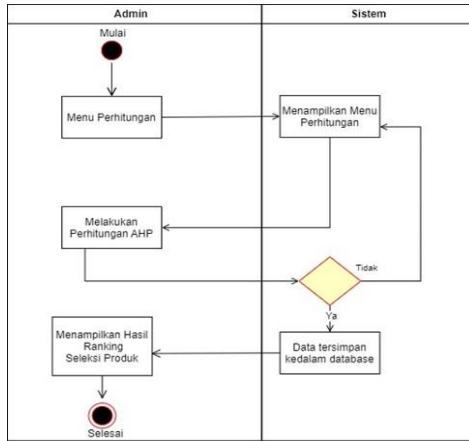 Admin
Sistem
Mulai
Menu Perhitungan
Menampilkan Menu
Perhitungan
Melakukan
Perhitungan AHP
Tidak
Ya
Menampilkan Hasil
Ranking
Seleksi Produk
Data tersimpan
kedalam database
Selesai